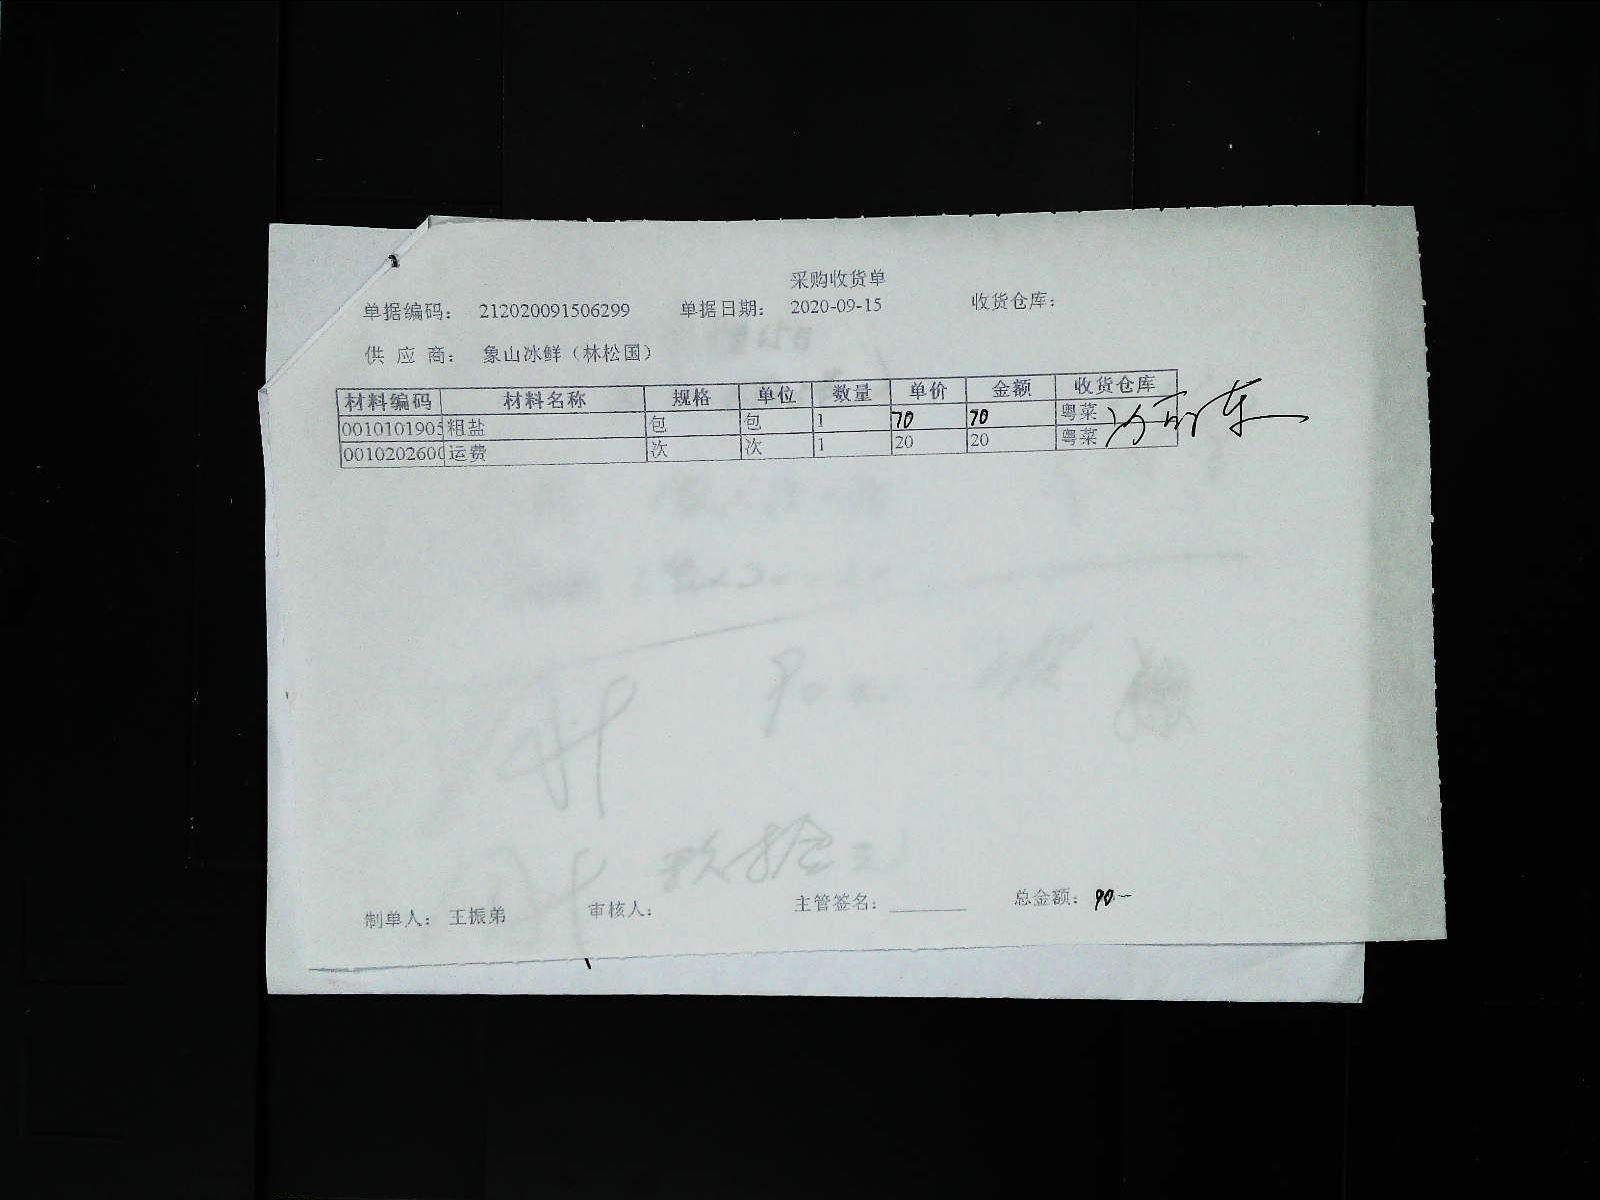 采购收货单
单据编码： 212020091506299 单据日期： 2020-09-15 收货仓库：
供 应 商： 象山冰鲜（林松国）
材料编码 材料名称 规格 单位 数量 单价 金额 收货仓库
0010101905 粗盐 包 包 1 70 70 粤菜
001020260 运费 次 次 1 20 20 粤菜
制单人： 王振弟 审核人： 主管签名： ______ 总金额： 90-